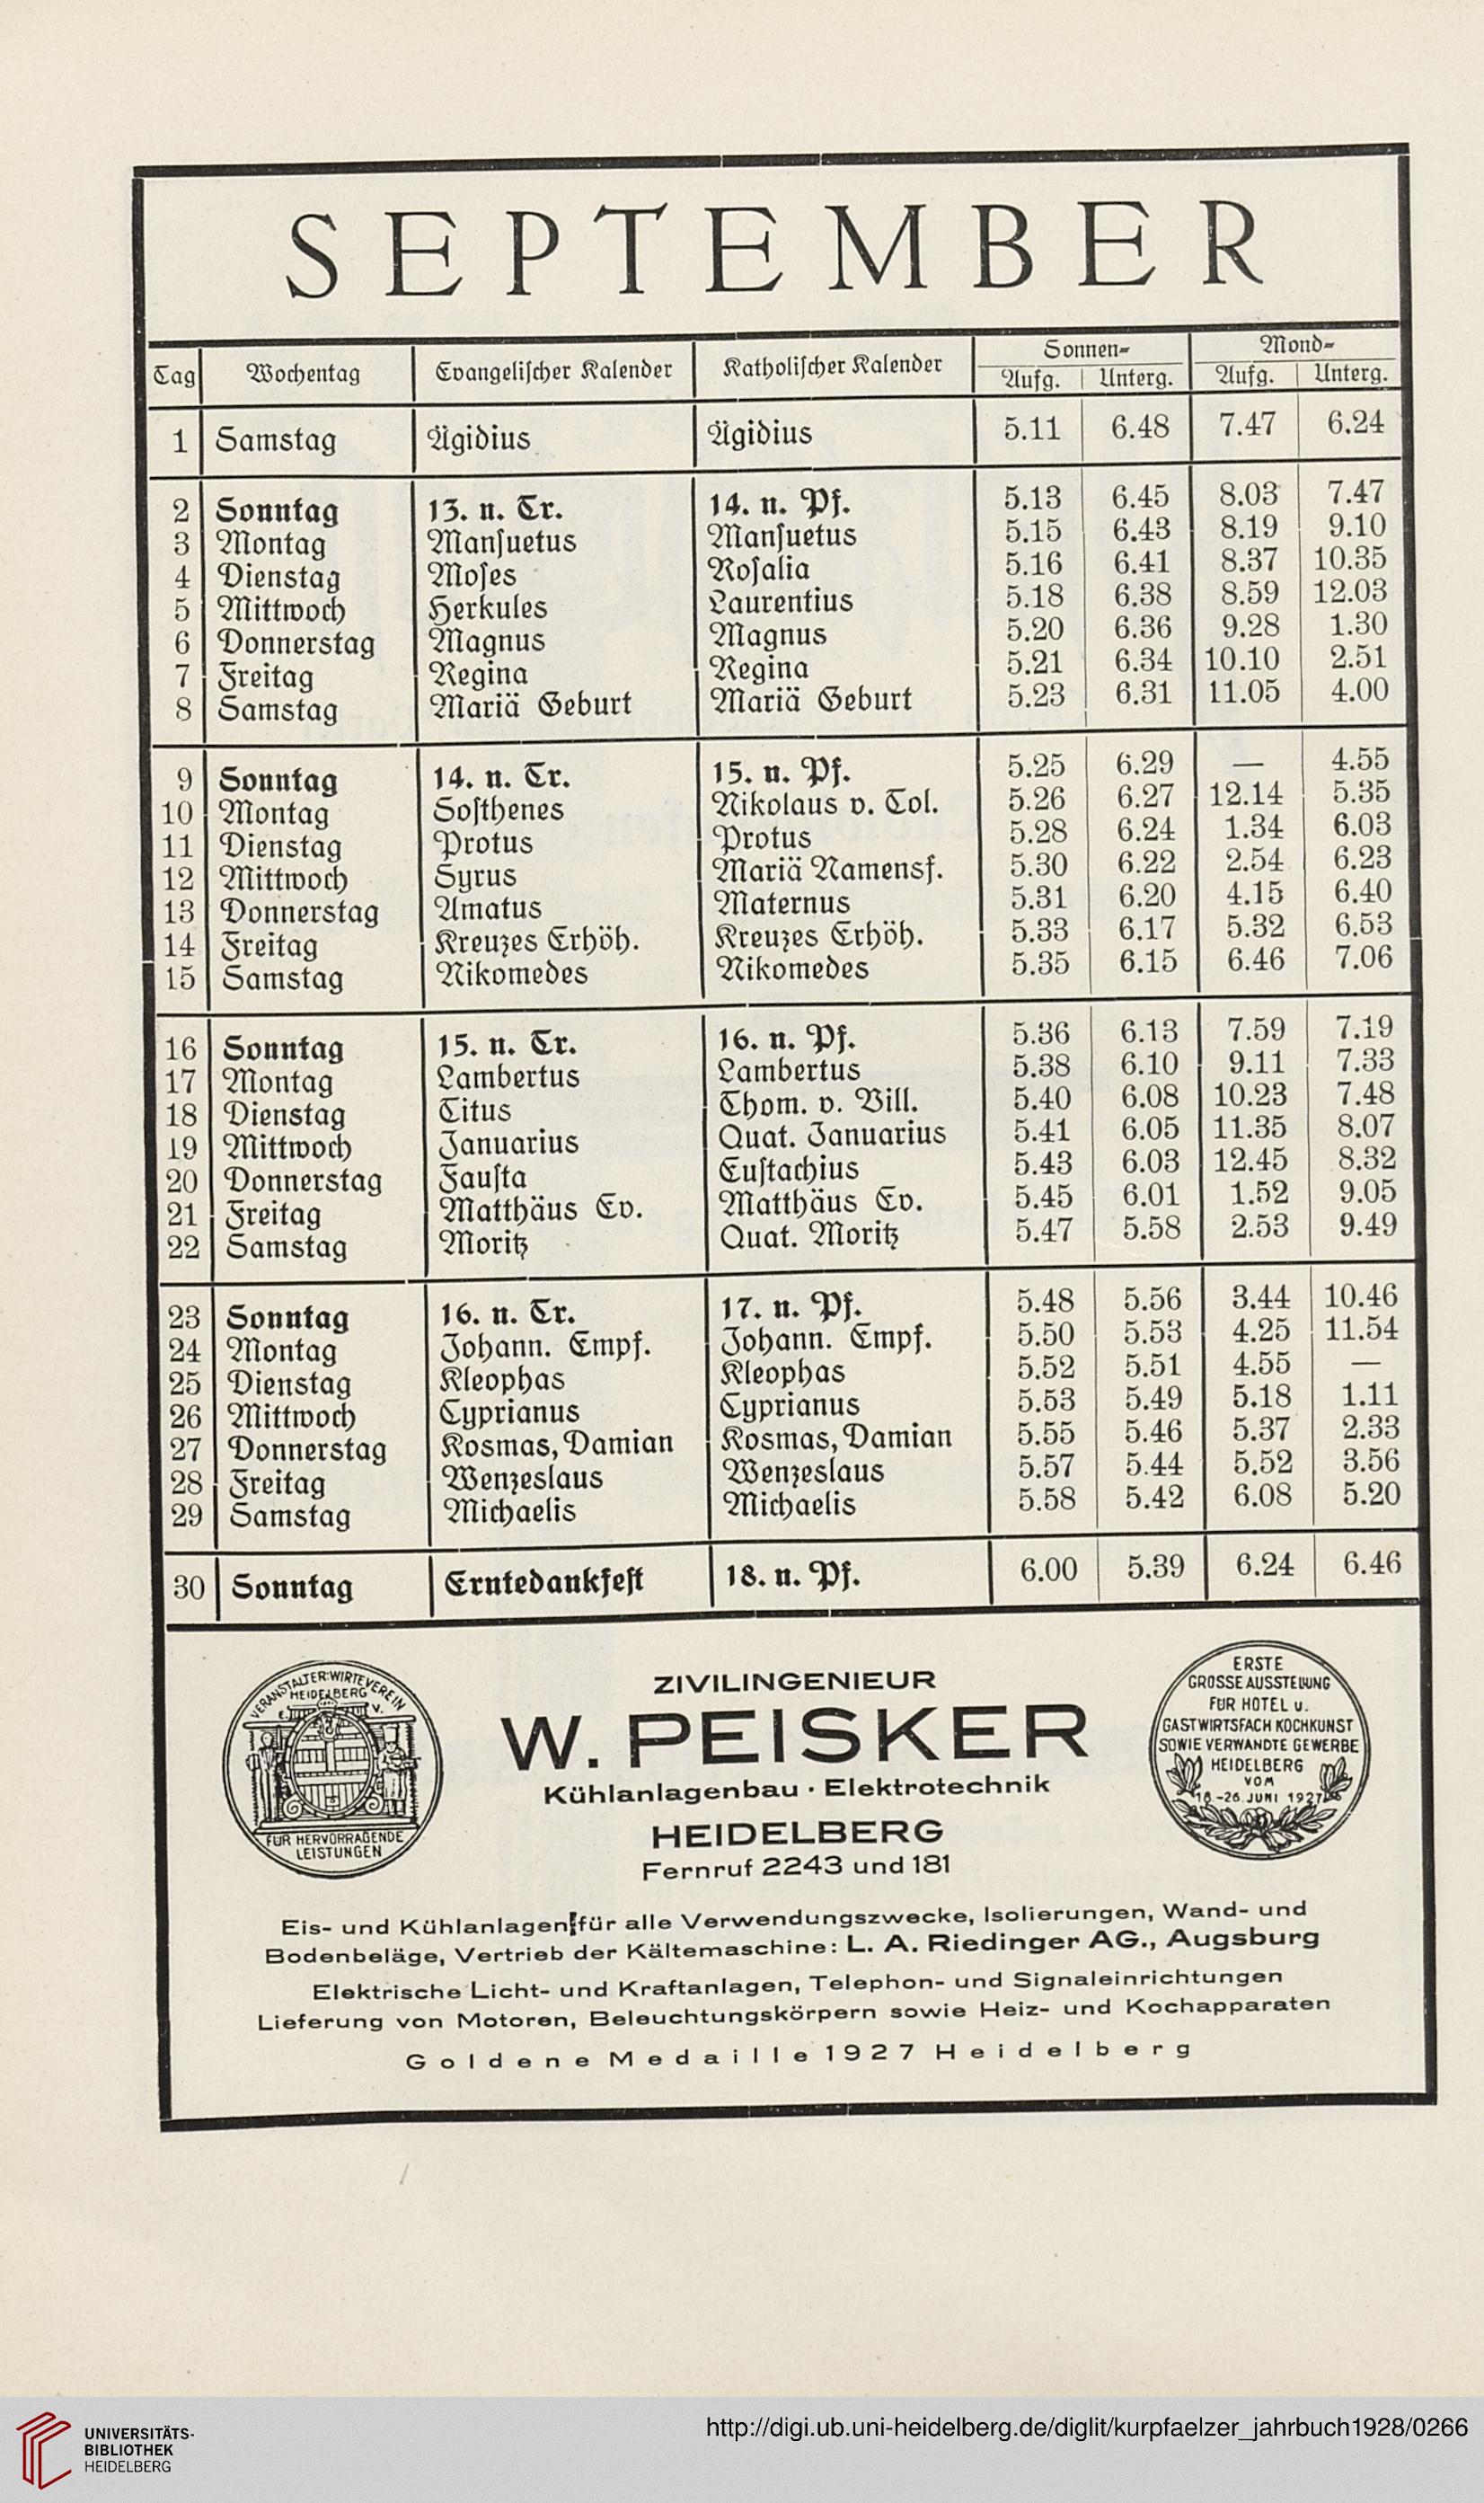 SEPTEMBER
Tag Wochentag Evangelischer Kalender Katholischer Kalender Sonnen- Mond-
Aufg. Unterg. Aufg. Unterg.
1 Samstag Ägidius Ägidius 5.11 6.48 7.47 6.24
2 Sonntag 13. n. Tr. 14. n. Pf. 5.13 6.45 8.03 7.47
3 Montag Mansuetus Mansuetus 5.15 6.43 8.19 9.10
4 Dienstag Moses Rosalia 5.16 6.41 8.37 10.35
5 Mittwoch Herkules Laurentius 5.18 6.38 8.59 12.03
6 Donnerstag Magnus Magnus 5.20 6.36 9.28 1.30
7 Freitag Regina Regina 5.21 6.34 10.10 2.51
8 Samstag Mariä Geburt Mariä Geburt 5.23 6.31 11.05 4.00
9 Sonntag 14. n. Tr. 15. n. Pf. 5.25 6.29 — 4.55
10 Montag Sosthenes Nikolaus v. Tol. 5.26 6.27 12.14 5.35
11 Dienstag Protus Protus 5.28 6.24 1.34 6.03
12 Mittwoch Syrus Mariä Namensf. 5.30 6.22 2.54 6.23
13 Donnerstag Amatus Maternus 5.31 6.20 4.15 6.40
14 Freitag Kreuzes Erhöh. Kreuzes Erhöh. 5.33 6.17 5.32 6.53
15 Samstag Nikomedes Nikomedes 5.35 6.15 6.46 7.06
16 Sonntag 15. n. Tr. 16. n. Pf. 5.36 6.13 7.59 7.19
17 Montag Lambertus Lambertus 5.38 6.10 9.11 7.33
18 Dienstag Titus Thom. v. Vill. 5.40 6.08 10.23 7.48
19 Mittwoch Januarius Quat. Januarius 5.41 6.05 11.35 8.07
20 Donnerstag Fausta Eustachius 5.43 6.03 12.45 8.32
21 Freitag Matthäus Ev. Matthäus Ev. 5.45 6.01 1.52 9.05
22 Samstag Moritz Quat. Moritz 5.47 5.58 2.53 9.49
23 Sonntag 16. n. Tr. 17. n. Pf. 5.48 5.56 3.44 10.46
24 Montag Johann. Empf. Johann. Empf. 5.50 5.53 4.25 11.54
25 Dienstag Kleophas Kleophas 5.52 5.51 4.55 —
26 Mittwoch Cyprianus Cyprianus 5.53 5.49 5.18 1.11
27 Donnerstag Kosmas, Damian Kosmas, Damian 5.55 5.46 5.37 2.33
28 Freitag Wenzeslaus Wenzeslaus 5.57 5.44 5.52 3.56
29 Samstag Michaelis Michaelis 5.58 5.42 6.08 5.20
30 Sonntag Erntedankfest 18. n. Pf. 6.00 5.39 6.24 6.46
VERANSTALTER: WIRTEVEREIN
HEIDELBERG
e. v.
FÜR HERVORRAGENDE
LEISTUNGEN
ZIVILINGENIEUR
W. PEISKER
Kühlanlagenbau · Elektrotechnik
HEIDELBERG
Fernruf 2243 und 181
ERSTE
GROSSE AUSSTELLUNG
FÜR HOTEL u.
GASTWIRTSFACH KOCHKUNST
SOWIE VERWANDTE GEWERBE
HEIDELBERG
VOM
18.-26. JUNI 1927
Eis- und Kühlanlagen für alle Verwendungszwecke, Isolierungen, Wand- und
Bodenbeläge, Vertrieb der Kältemaschine: L. A. Riedinger AG., Augsburg
Elektrische Licht- und Kraftanlagen, Telephon- und Signaleinrichtungen
Lieferung von Motoren, Beleuchtungskörpern sowie Heiz- und Kochapparaten
Goldene Medaille 1927 Heidelberg
UNIVERSITÄTS-
BIBLIOTHEK
HEIDELBERG
http://digi.ub.uni-heidelberg.de/diglit/kurpfaelzer_jahrbuch1928/0266